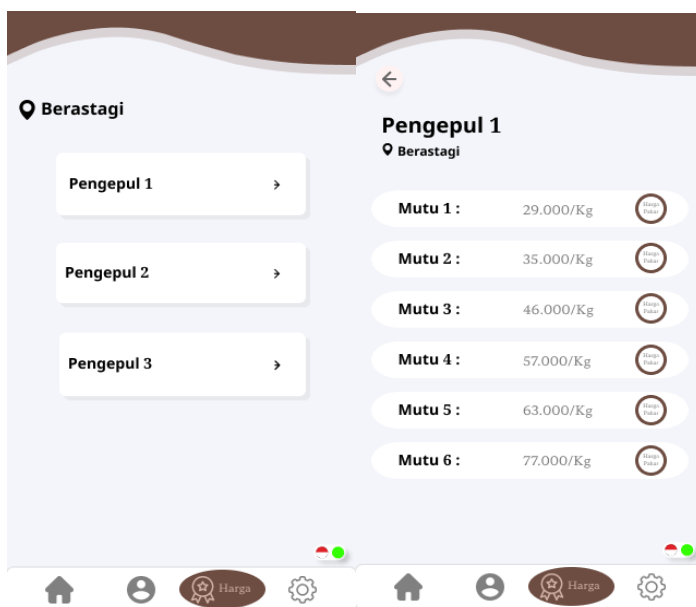 Berastagi
Pengepul 1
Pengepul 2
Pengepul 3
Harga
Pengepul 1
Berastagi
Mutu 1 : 29.000/Kg Harga Pakar
Mutu 2 : 35.000/Kg Harga Pakar
Mutu 3 : 46.000/Kg Harga Pakar
Mutu 4 : 57.000/Kg Harga Pakar
Mutu 5 : 63.000/Kg Harga Pakar
Mutu 6 : 77.000/Kg Harga Pakar
Harga